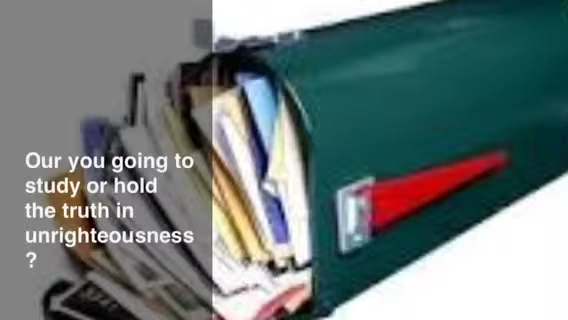 Our you going to
study or hold
the truth in
unrighteousness
?